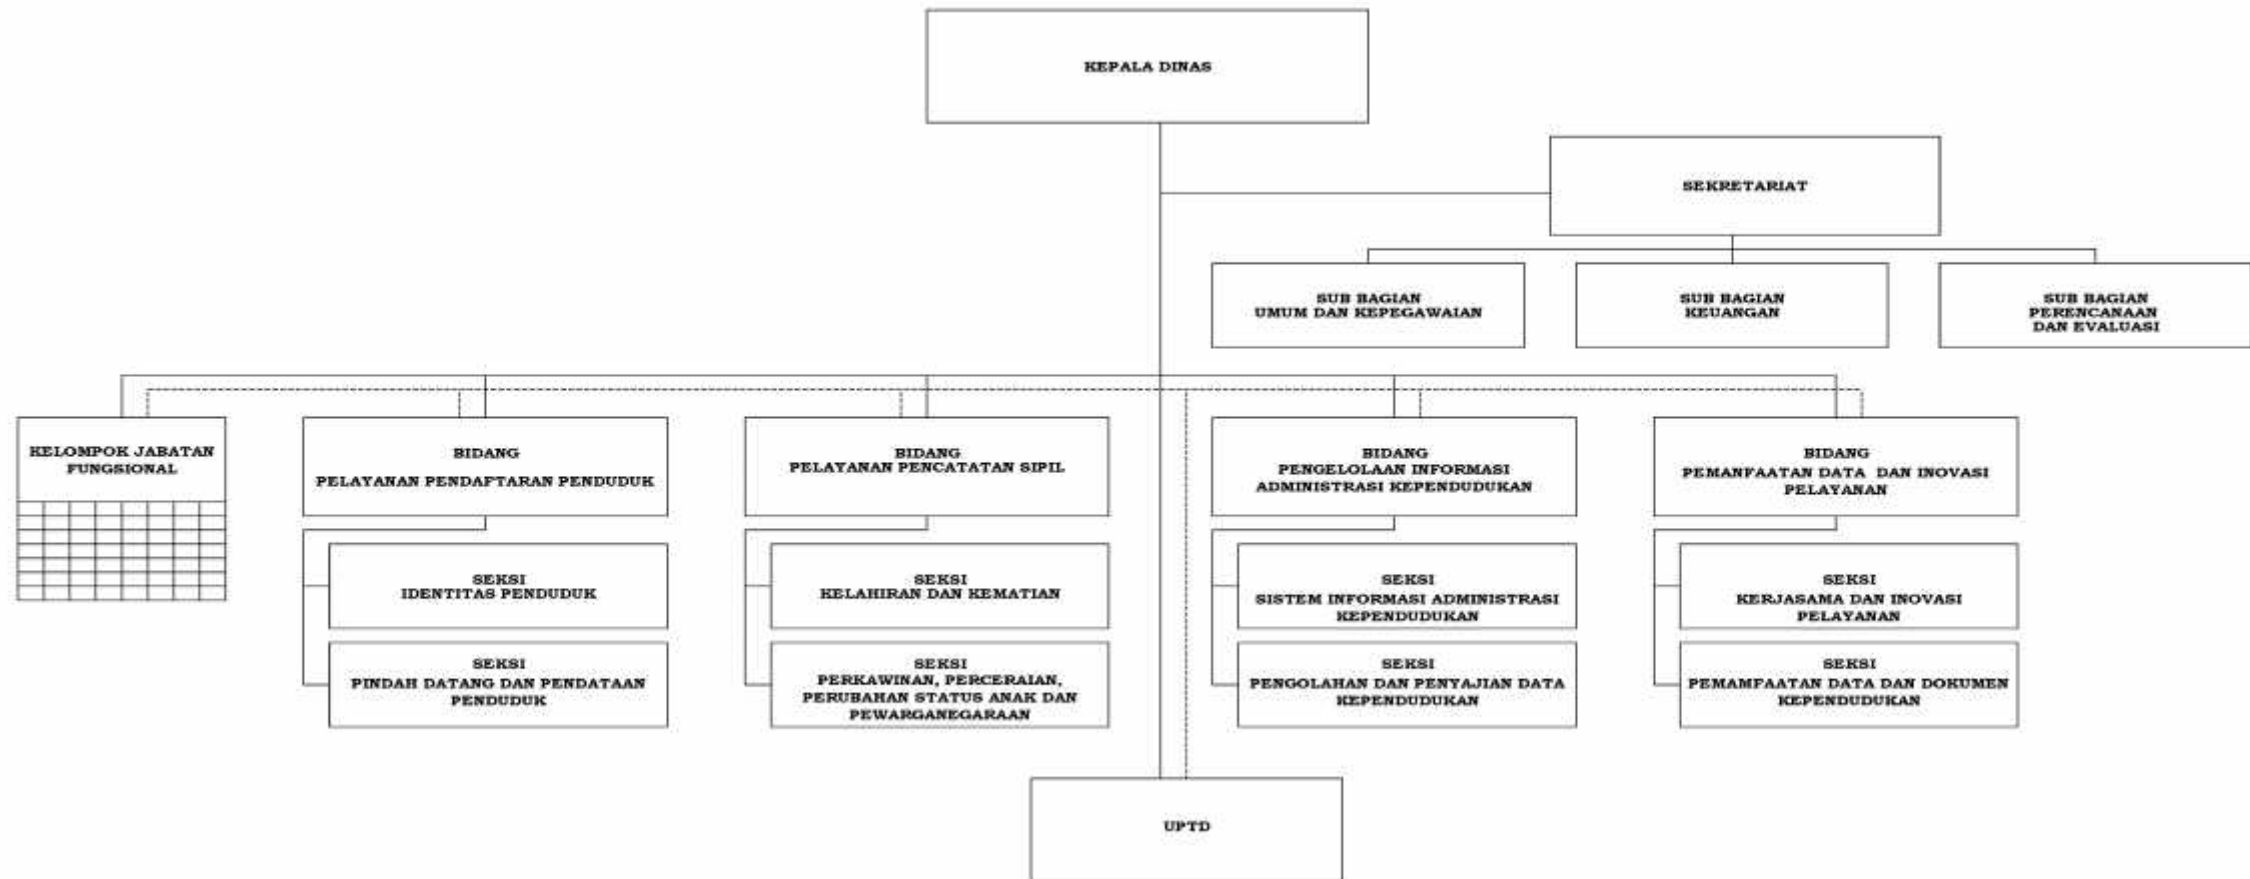 KEPALA DINAS
SEKRETARIAT
SUB BAGIAN
UMUM DAN KEPEGAWAIAN
SUB BAGIAN
KEUANGAN
SUB BAGIAN
PERENCANAAN
DAN EVALUASI
KELOMPOK JABATAN
FUNGSIONAL
BIDANG
PELAYANAN PENDAFTARAN PENDUDUK
BIDANG
PELAYANAN PENCATATAN SIPIL
BIDANG
PENGELOLAAN INFORMASI
ADMINISTRASI KEPENDUDUKAN
BIDANG
PEMANFAATAN DATA DAN INOVASI
PELAYANAN
SEKSI
IDENTITAS PENDUDUK
SEKSI
KELAHIRAN DAN KEMATIAN
SEKSI
SISTEM INFORMASI ADMINISTRASI
KEPENDUDUKAN
SEKSI
KERJASAMA DAN INOVASI
PELAYANAN
SEKSI
PINDAH DATANG DAN PENDATAAN
PENDUDUK
SEKSI
PERKAWINAN, PERCERAIAN,
PERUBAHAN STATUS ANAK DAN
PEWARGANEGARAAN
SEKSI
PENGOLAHAN DAN PENYAJIAN DATA
KEPENDUDUKAN
SEKSI
PEMAMFAATAN DATA DAN DOKUMEN
KEPENDUDUKAN
UPTD